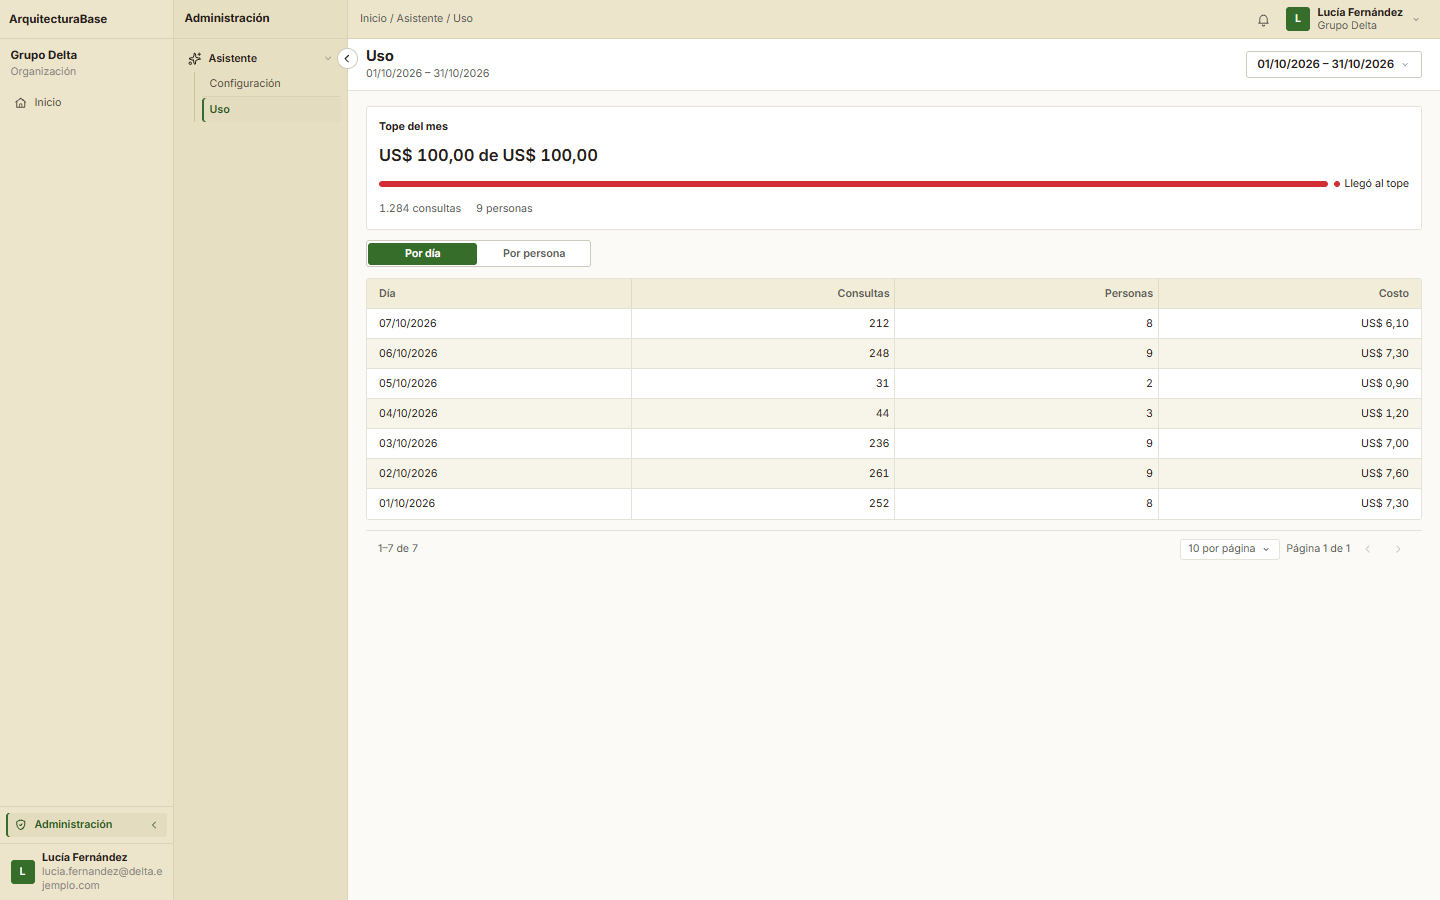 ArquitecturaBase
Administración
Inicio / Asistente / Uso
L
Lucía Fernández
Grupo Delta
Grupo Delta
Organización
Inicio
Asistente
Configuración
Uso
Uso
01/10/2026 – 31/10/2026
01/10/2026 – 31/10/2026
Tope del mes
US$ 100,00 de US$ 100,00
Llegó al tope
1.284 consultas 9 personas
Por día Por persona
Día Consultas Personas Costo
07/10/2026 212 8 US$ 6,10
06/10/2026 248 9 US$ 7,30
05/10/2026 31 2 US$ 0,90
04/10/2026 44 3 US$ 1,20
03/10/2026 236 9 US$ 7,00
02/10/2026 261 9 US$ 7,60
01/10/2026 252 8 US$ 7,30
1–7 de 7
10 por página Página 1 de 1
Administración
L
Lucía Fernández
lucia.fernandez@delta.e
jemplo.com